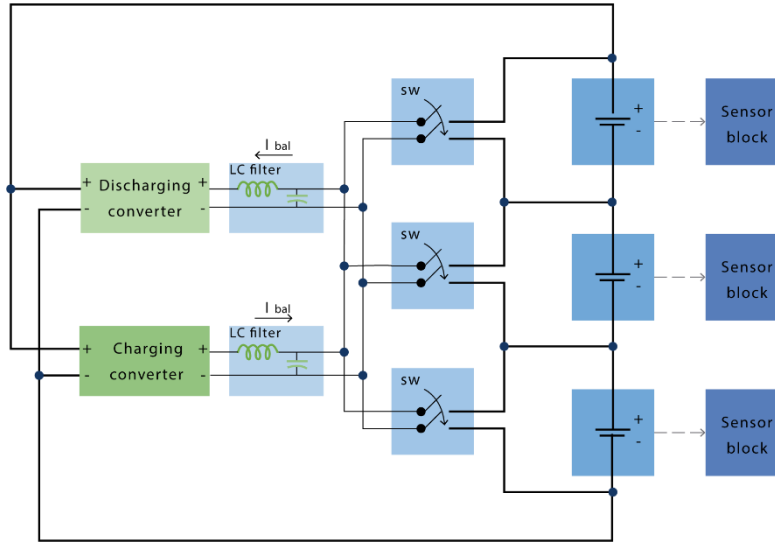 sw
+
-
Sensor
block
I bal
LC filter
+ Discharging +
- converter -
sw
+
-
Sensor
block
I bal
LC filter
+ Charging +
- converter -
sw
+
-
Sensor
block